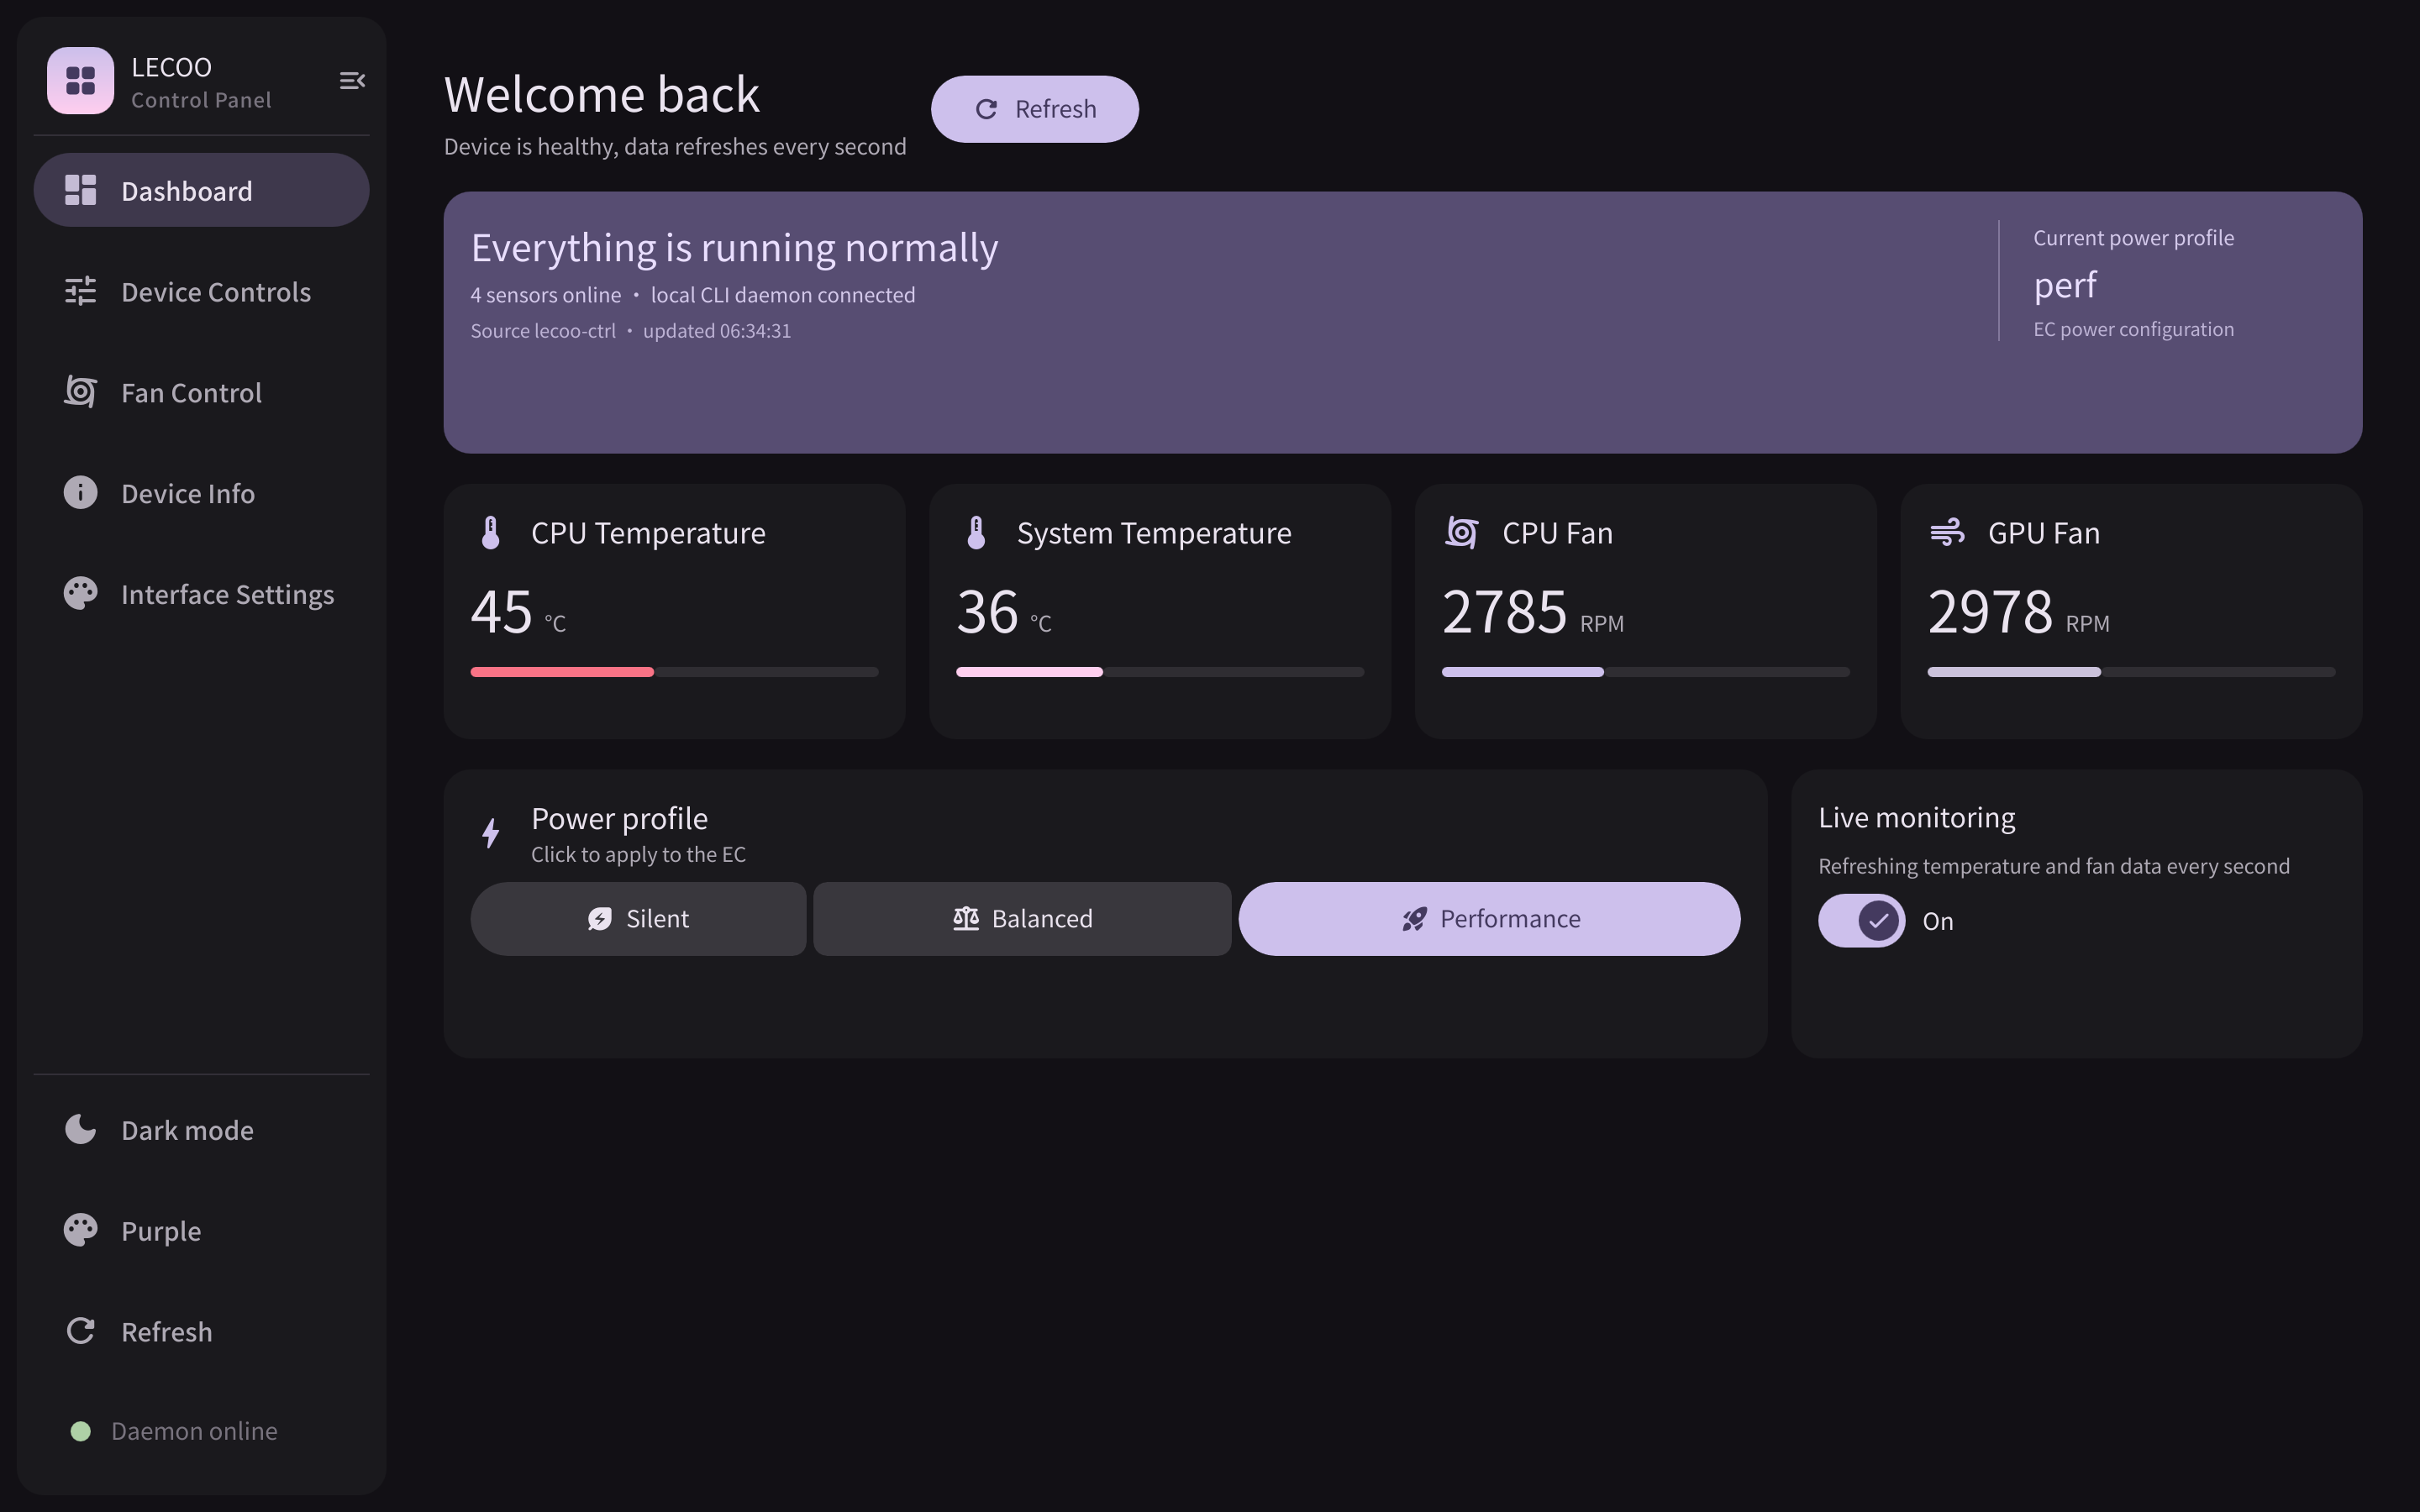 LECOO
Control Panel
Dashboard
Device Controls
Fan Control
Device Info
Interface Settings
Dark mode
Purple
Refresh
Daemon online
Welcome back
Device is healthy, data refreshes every second
Refresh
Everything is running normally
4 sensors online • local CLI daemon connected
Source lecoo-ctrl • updated 06:34:31
Current power profile
perf
EC power configuration
CPU Temperature
45 °C
System Temperature
36 °C
CPU Fan
2785 RPM
GPU Fan
2978 RPM
Power profile
Click to apply to the EC
Silent
Balanced
Performance
Live monitoring
Refreshing temperature and fan data every second
On